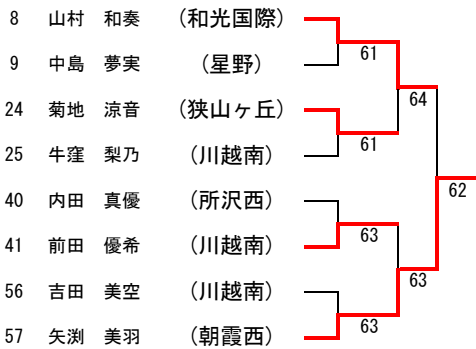 8 山村 和奏 (和光国際)
9 中島 夢実 (星野)
61
24 菊地 涼音 (狭山ヶ丘)
64
25 牛窪 梨乃 (川越南)
61
40 内田 真優 (所沢西)
62
41 前田 優希 (川越南)
63
56 吉田 美空 (川越南)
63
57 矢渕 美羽 (朝霞西)
63